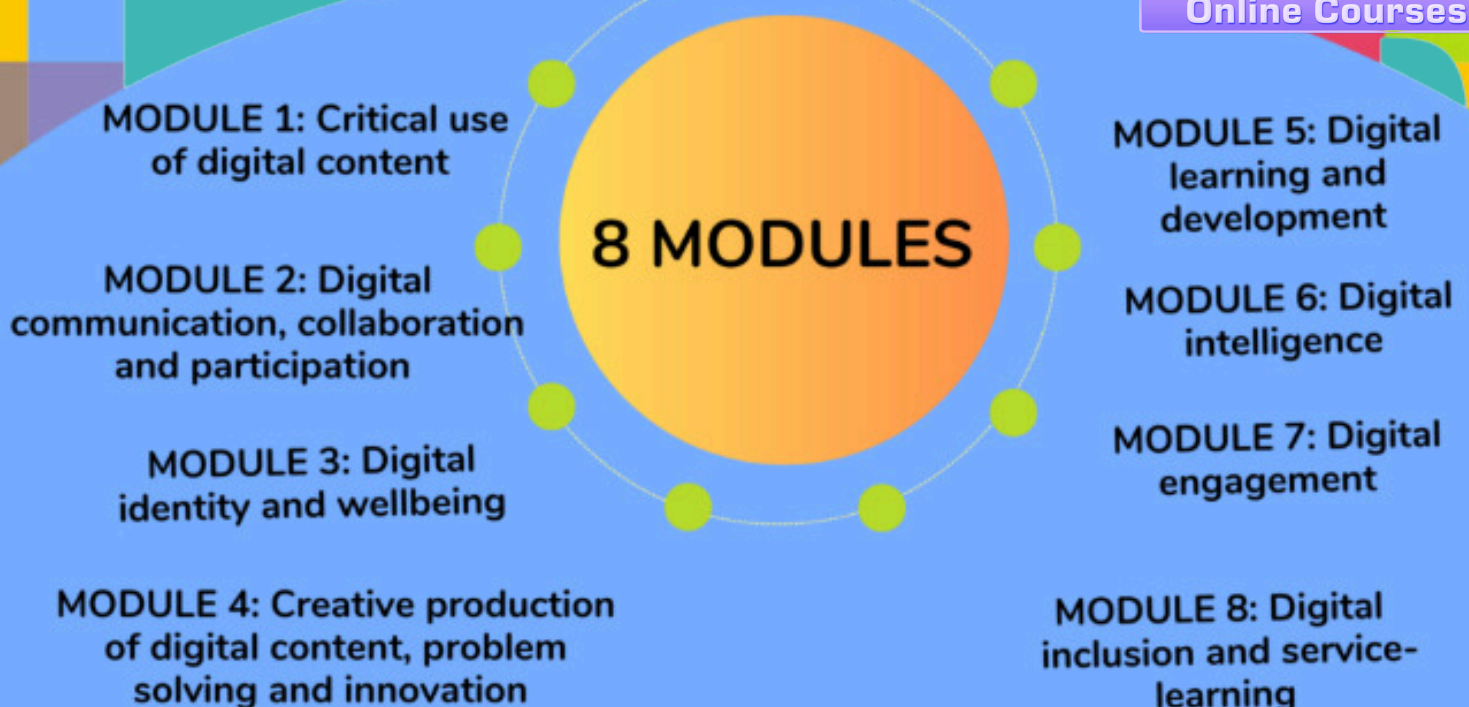 Online Courses
MODULE 1: Critical use
of digital content
MODULE 2: Digital
communication, collaboration
and participation
MODULE 3: Digital
identity and wellbeing
MODULE 4: Creative production
of digital content, problem
solving and innovation
8 MODULES
MODULE 5: Digital
learning and
development
MODULE 6: Digital
intelligence
MODULE 7: Digital
engagement
MODULE 8: Digital
inclusion and service-
learning